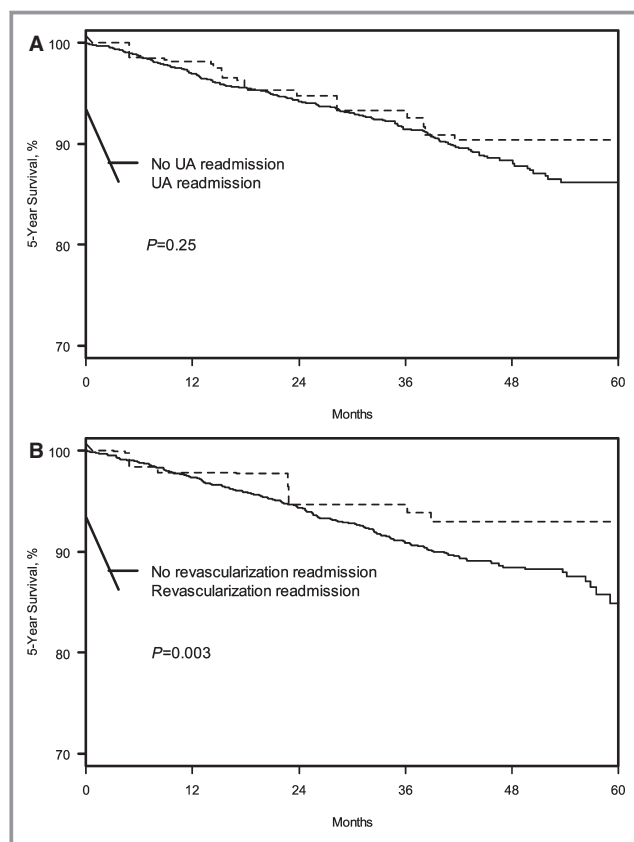 A
100
90
80
70
5-Year Survival, %
No UA readmission
UA readmission
P=0.25
0 12 24 36 48 60
Months
B
100
90
80
70
5-Year Survival, %
No revascularization readmission
Revascularization readmission
P=0.003
0 12 24 36 48 60
Months